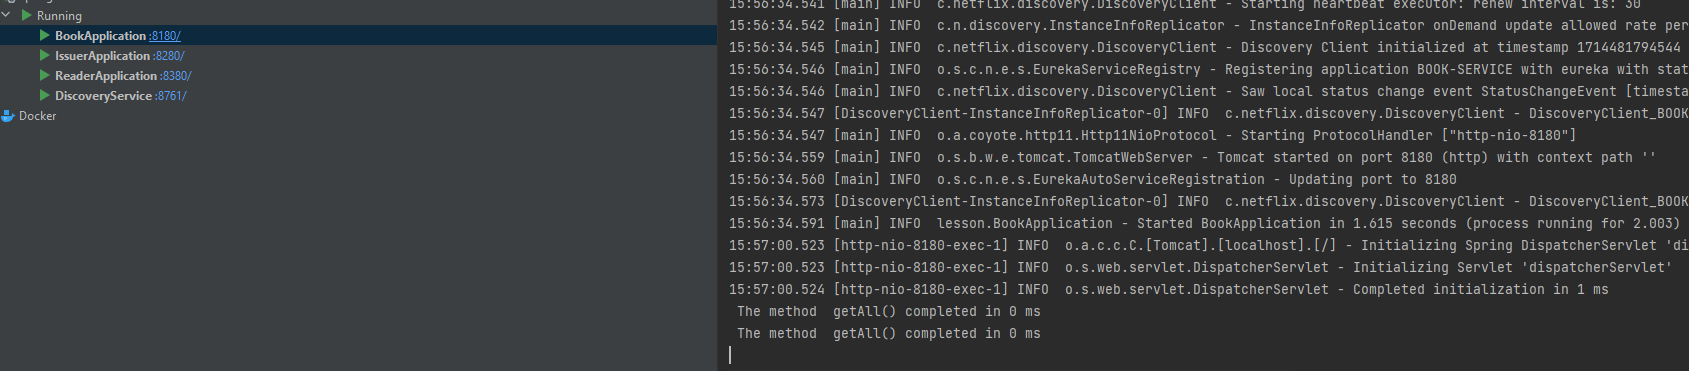 Running
BookApplication :8180/
IssuerApplication :8280/
ReaderApplication :8380/
DiscoveryService :8761/
Docker
15:56:34.541 [main] INFO  c.netflix.discovery.DiscoveryClient - Starting heartbeat executor: renew interval is: 30
15:56:34.542 [main] INFO  c.n.discovery.InstanceInfoReplicator - InstanceInfoReplicator onDemand update allowed rate per
15:56:34.545 [main] INFO  c.netflix.discovery.DiscoveryClient - Discovery Client initialized at timestamp 1714481794544
15:56:34.546 [main] INFO  o.s.c.n.e.s.EurekaServiceRegistry - Registering application BOOK-SERVICE with eureka with stat
15:56:34.546 [main] INFO  c.netflix.discovery.DiscoveryClient - Saw local status change event StatusChangeEvent [timesta
15:56:34.547 [DiscoveryClient-InstanceInfoReplicator-0] INFO  c.netflix.discovery.DiscoveryClient - DiscoveryClient_BOOK
15:56:34.547 [main] INFO  o.a.coyote.http11.Http11NioProtocol - Starting ProtocolHandler ["http-nio-8180"]
15:56:34.559 [main] INFO  o.s.b.w.e.tomcat.TomcatWebServer - Tomcat started on port 8180 (http) with context path ''
15:56:34.560 [main] INFO  o.s.c.n.e.s.EurekaAutoServiceRegistration - Updating port to 8180
15:56:34.573 [DiscoveryClient-InstanceInfoReplicator-0] INFO  c.netflix.discovery.DiscoveryClient - DiscoveryClient_BOOK
15:56:34.591 [main] INFO  lesson.BookApplication - Started BookApplication in 1.615 seconds (process running for 2.003)
15:57:00.523 [http-nio-8180-exec-1] INFO  o.a.c.c.C.[Tomcat].[localhost].[/] - Initializing Spring DispatcherServlet 'di
15:57:00.523 [http-nio-8180-exec-1] INFO  o.s.web.servlet.DispatcherServlet - Initializing Servlet 'dispatcherServlet'
15:57:00.524 [http-nio-8180-exec-1] INFO  o.s.web.servlet.DispatcherServlet - Completed initialization in 1 ms
The method  getAll() completed in 0 ms
The method  getAll() completed in 0 ms